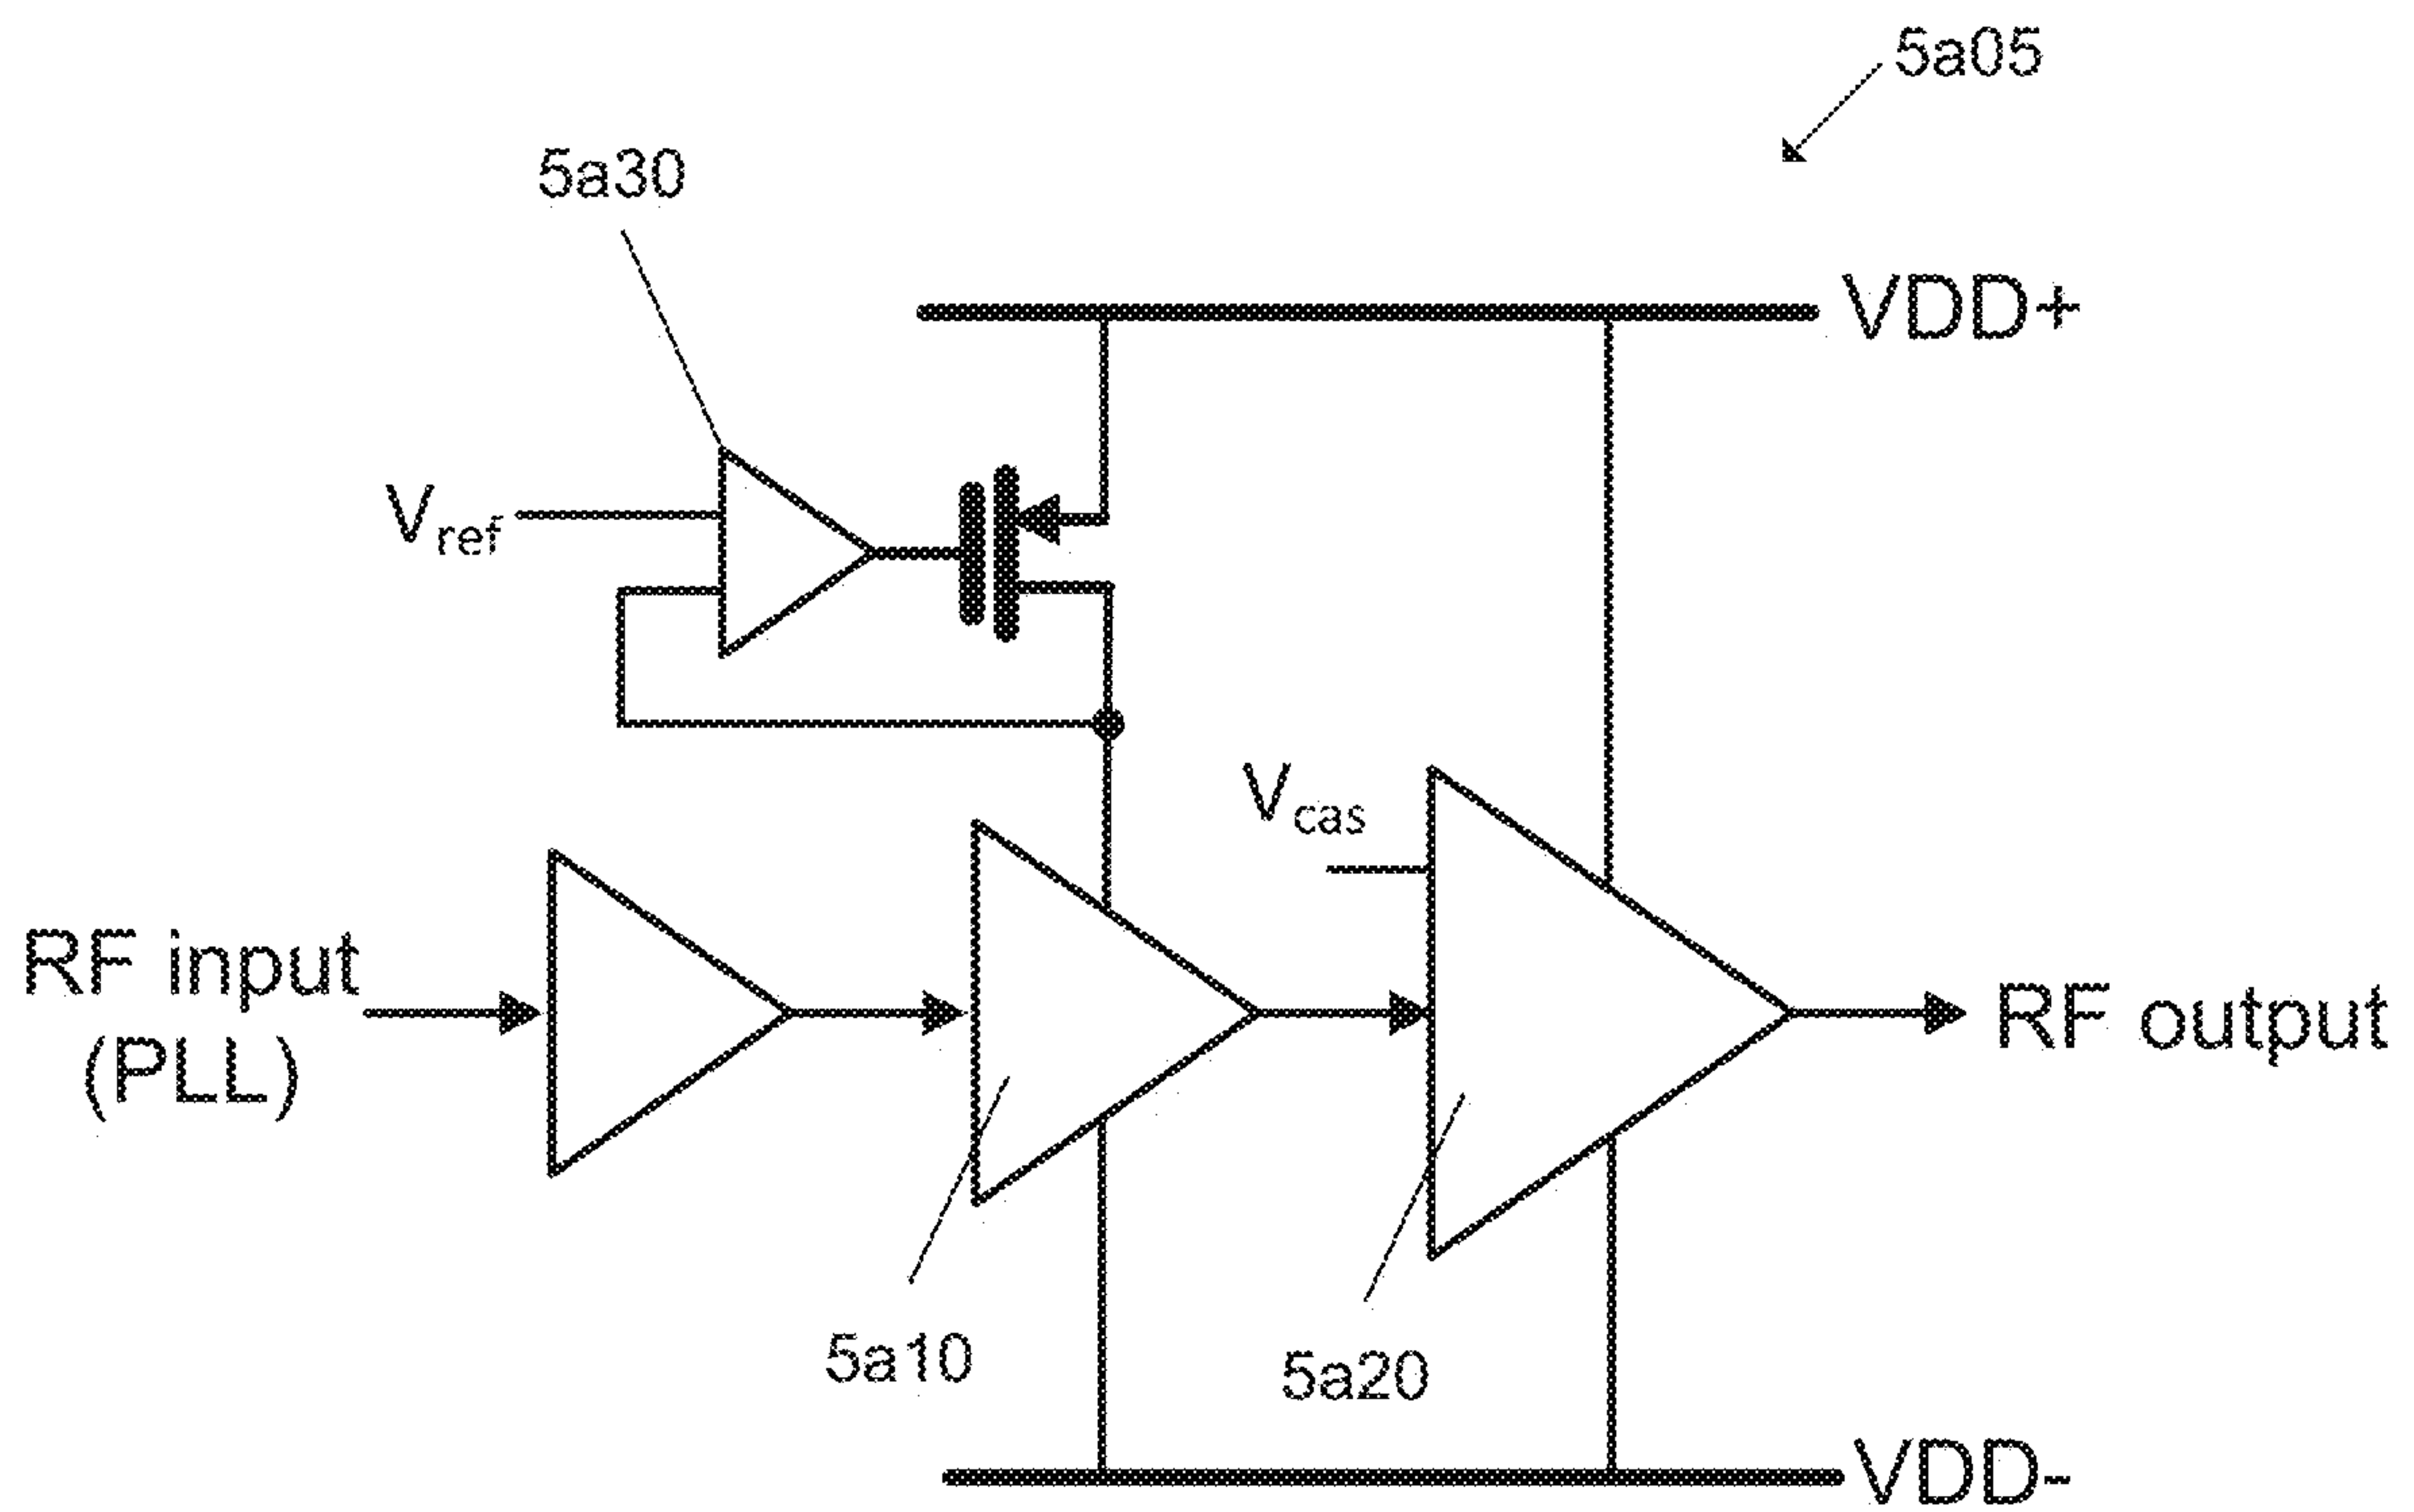 5a05
5a30
VDD+
Vref
Vcas
RF input
(PLL)
RF output
5a10
5a20
VDD-